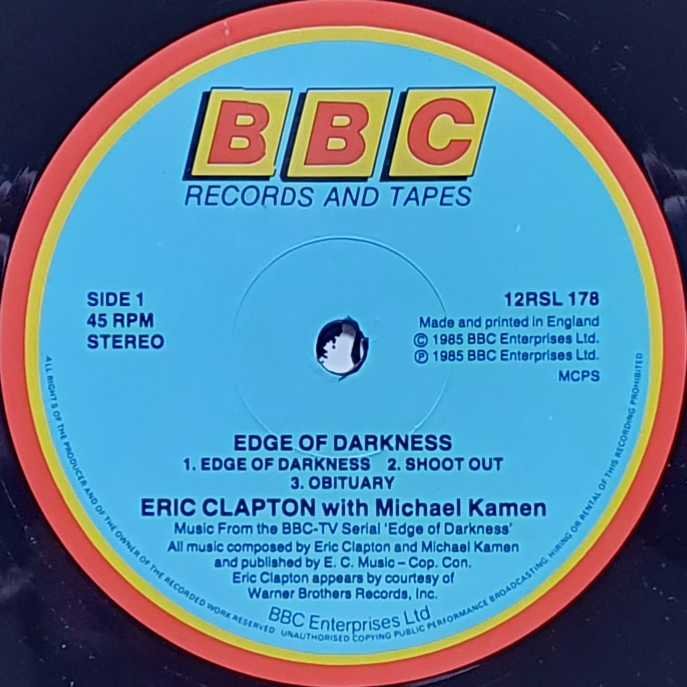 BBC
RECORDS AND TAPES
SIDE 1
45 RPM
STEREO
12RSL 178
Made and printed in England
© 1985 BBC Enterprises Ltd.
℗ 1985 BBC Enterprises Ltd.
MCPS
EDGE OF DARKNESS
1. EDGE OF DARKNESS 2. SHOOT OUT
3. OBITUARY
ERIC CLAPTON with Michael Kamen
Music From the BBC-TV Serial 'Edge of Darkness'
All music composed by Eric Clapton and Michael Kamen
and published by E. C. Music – Cop. Con.
Eric Clapton appears by courtesy of
Warner Brothers Records, Inc.
BBC Enterprises Ltd
ALL RIGHTS OF THE PRODUCER AND OF THE OWNER OF THE RECORDED WORK RESERVED UNAUTHORISED COPYING PUBLIC PERFORMANCE BROADCASTING HIRING OR RENTAL OF THIS RECORDING PROHIBITED